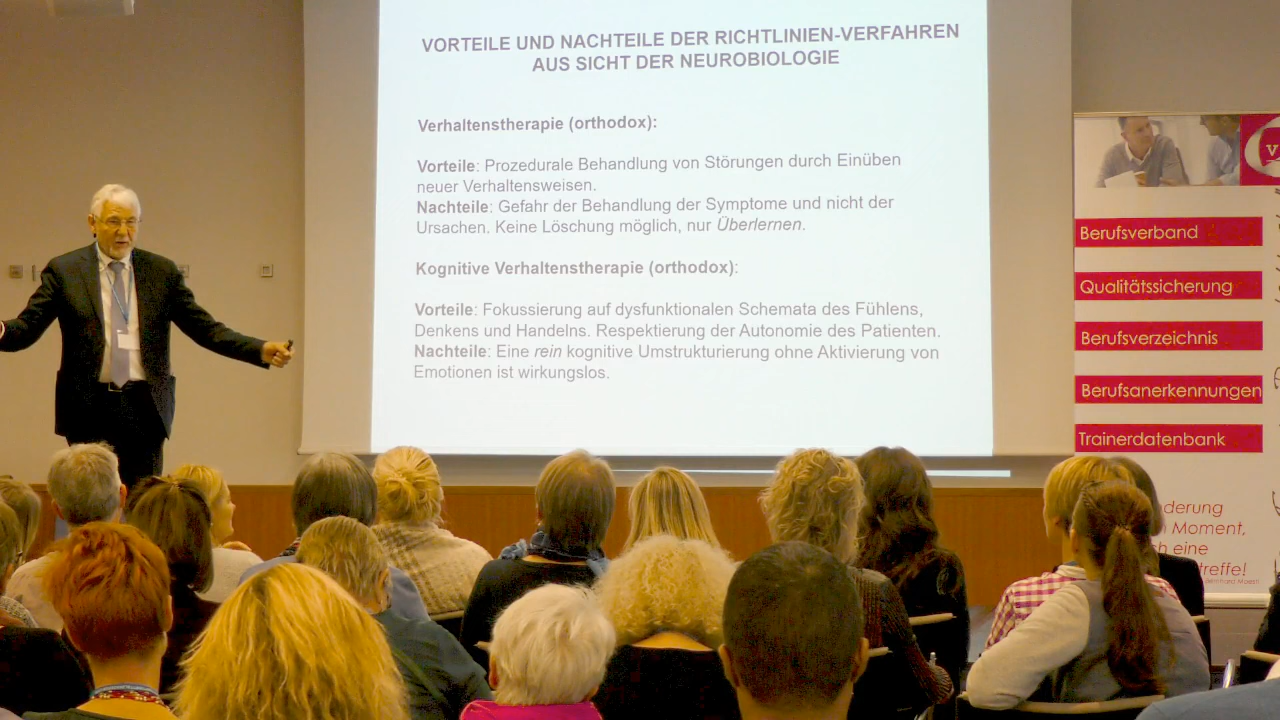 VORTEILE UND NACHTEILE DER RICHTLINIEN-VERFAHREN
AUS SICHT DER NEUROBIOLOGIE
Verhaltenstherapie (orthodox):
Vorteile: Prozedurale Behandlung von Störungen durch Einüben
neuer Verhaltensweisen.
Nachteile: Gefahr der Behandlung der Symptome und nicht der
Ursachen. Keine Löschung möglich, nur Überlernen.
Kognitive Verhaltenstherapie (orthodox):
Vorteile: Fokussierung auf dysfunktionalen Schemata des Fühlens,
Denkens und Handelns. Respektierung der Autonomie des Patienten.
Nachteile: Eine rein kognitive Umstrukturierung ohne Aktivierung von
Emotionen ist wirkungslos.
V
Berufsverband
Qualitätssicherung
Berufsverzeichnis
Berufsanerkennungen
Trainerdatenbank
derung
Moment,
eine
treffe!